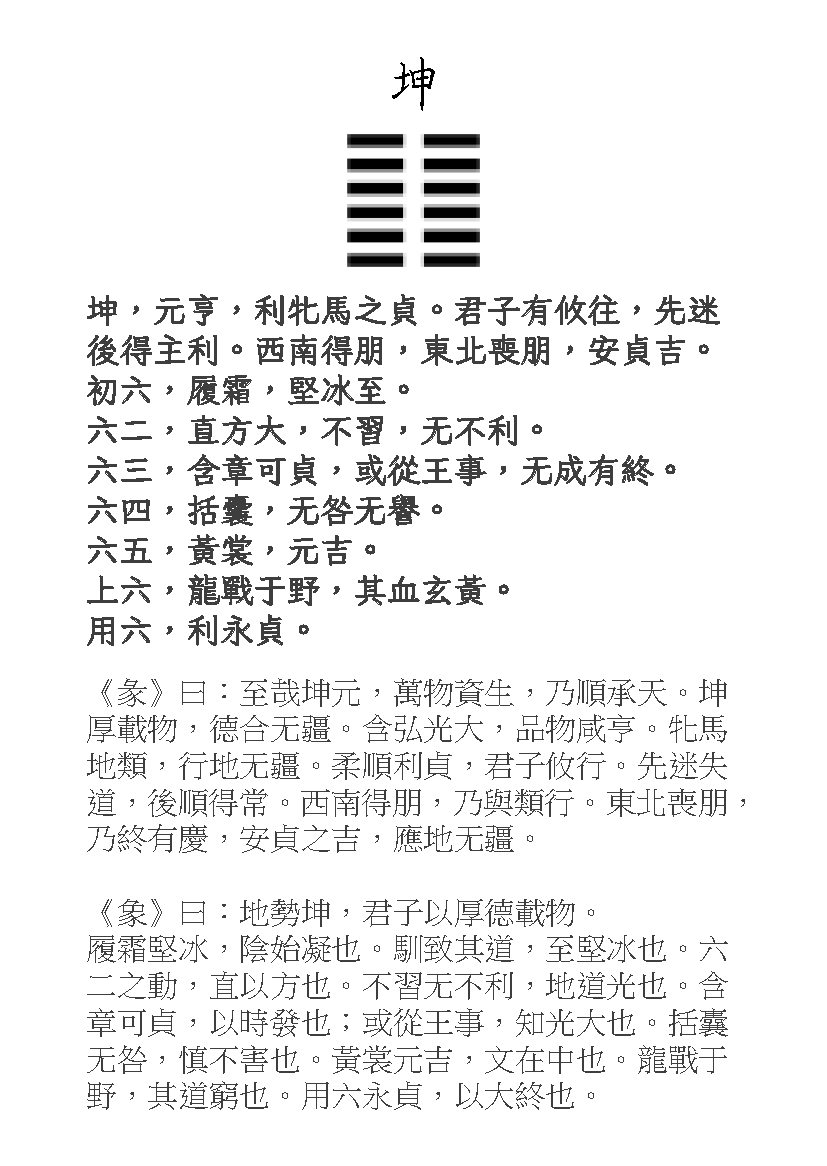 坤
坤，元亨，利牝馬之貞。君子有攸往，先迷
後得主利。西南得朋，東北喪朋，安貞吉。
初六，履霜，堅冰至。
六二，直方大，不習，无不利。
六三，含章可貞，或從王事，无成有終。
六四，括囊，无咎无譽。
六五，黃裳，元吉。
上六，龍戰于野，其血玄黃。
用六，利永貞。
《彖》曰：至哉坤元，萬物資生，乃順承天。坤
厚載物，德合无疆。含弘光大，品物咸亨。牝馬
地類，行地无疆。柔順利貞，君子攸行。先迷失
道，後順得常。西南得朋，乃與類行。東北喪朋，
乃終有慶，安貞之吉，應地无疆。
《象》曰：地勢坤，君子以厚德載物。
履霜堅冰，陰始凝也。馴致其道，至堅冰也。六
二之動，直以方也。不習无不利，地道光也。含
章可貞，以時發也；或從王事，知光大也。括囊
无咎，慎不害也。黃裳元吉，文在中也。龍戰于
野，其道窮也。用六永貞，以大終也。